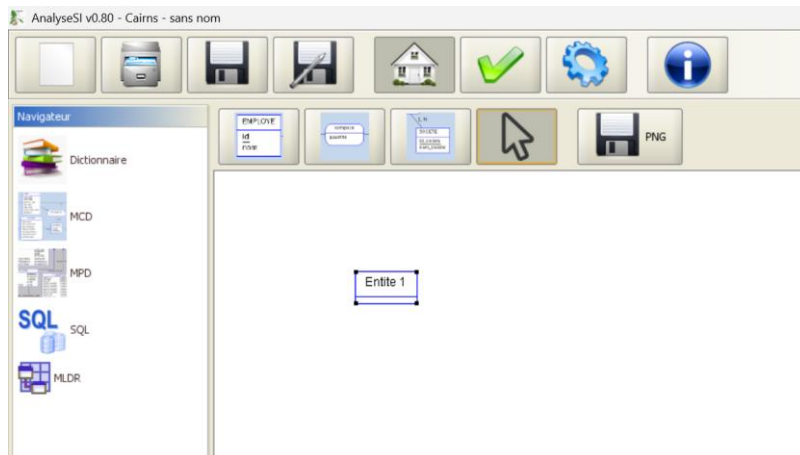 AnalyseSI v0.80 - Cairns - sans nom
Navigateur
Dictionnaire
MCD
MPD
SQL
SQL
MLDR
EMPLOYE
id
nom
PNG
Entite 1